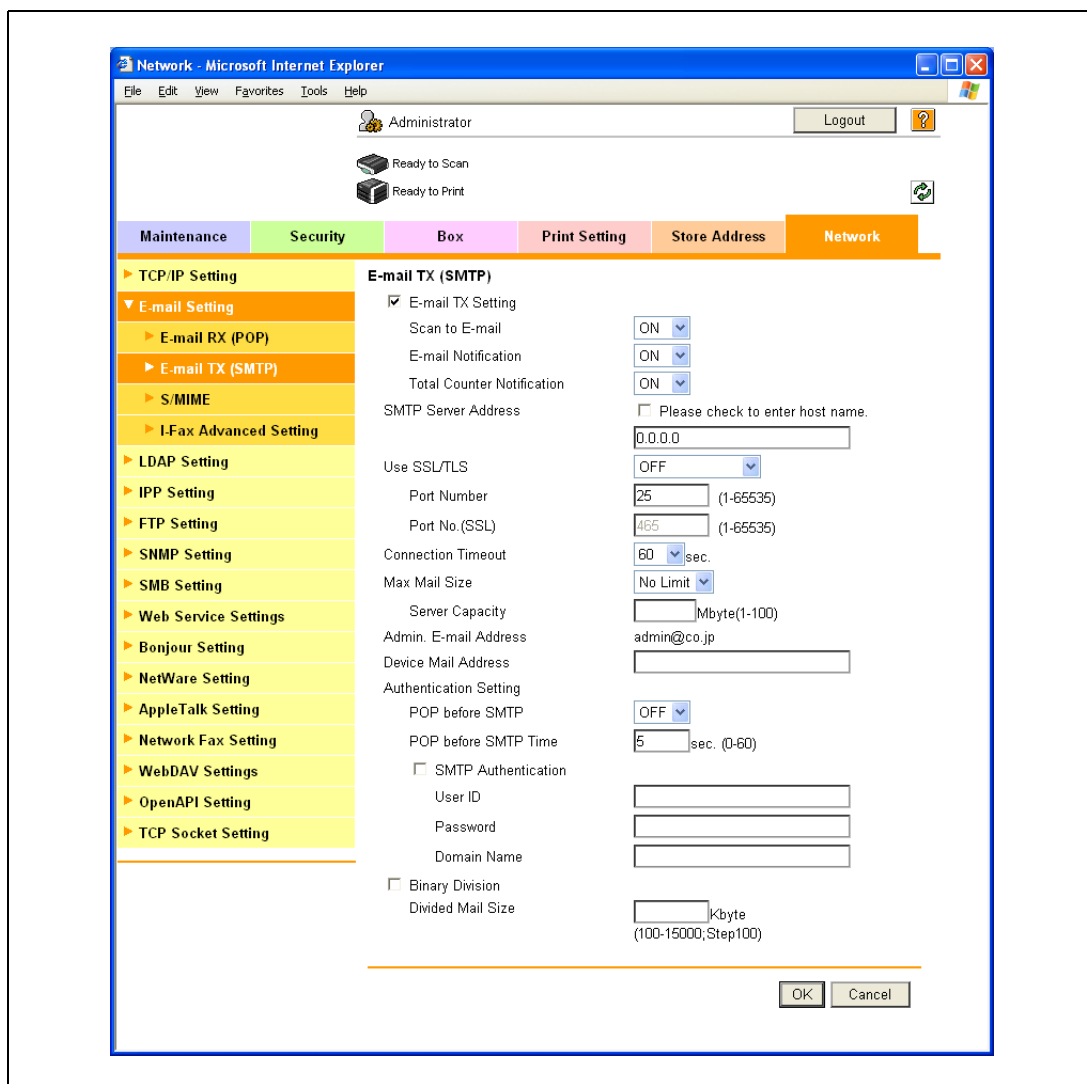 Network - Microsoft Internet Explorer
File Edit View Favorites Tools Help
Administrator
Logout
?
Ready to Scan
Ready to Print
Maintenance Security Box Print Setting Store Address Network
TCP/IP Setting
E-mail Setting
E-mail RX (POP)
E-mail TX (SMTP)
S/MIME
I-Fax Advanced Setting
LDAP Setting
IPP Setting
FTP Setting
SNMP Setting
SMB Setting
Web Service Settings
Bonjour Setting
NetWare Setting
AppleTalk Setting
Network Fax Setting
WebDAV Settings
OpenAPI Setting
TCP Socket Setting
E-mail TX (SMTP)
E-mail TX Setting
Scan to E-mail ON
E-mail Notification ON
Total Counter Notification ON
SMTP Server Address Please check to enter host name.
0.0.0.0
Use SSL/TLS OFF
Port Number 25 (1-65535)
Port No.(SSL) 465 (1-65535)
Connection Timeout 60 sec.
Max Mail Size No Limit
Server Capacity Mbyte(1-100)
Admin. E-mail Address admin@co.jp
Device Mail Address
Authentication Setting
POP before SMTP OFF
POP before SMTP Time 5 sec. (0-60)
SMTP Authentication
User ID
Password
Domain Name
Binary Division
Divided Mail Size Kbyte
(100-15000;Step100)
OK Cancel